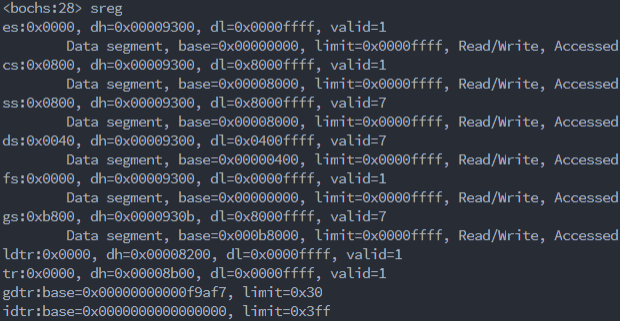 <bochs:28> sreg
es:0x0000, dh=0x00009300, dl=0x0000ffff, valid=1
Data segment, base=0x00000000, limit=0x0000ffff, Read/Write, Accessed
cs:0x0800, dh=0x00009300, dl=0x8000ffff, valid=1
Data segment, base=0x00008000, limit=0x0000ffff, Read/Write, Accessed
ss:0x0800, dh=0x00009300, dl=0x8000ffff, valid=7
Data segment, base=0x00008000, limit=0x0000ffff, Read/Write, Accessed
ds:0x0040, dh=0x00009300, dl=0x0400ffff, valid=7
Data segment, base=0x00000400, limit=0x0000ffff, Read/Write, Accessed
fs:0x0000, dh=0x00009300, dl=0x0000ffff, valid=1
Data segment, base=0x00000000, limit=0x0000ffff, Read/Write, Accessed
gs:0xb800, dh=0x0000930b, dl=0x8000ffff, valid=7
Data segment, base=0x000b8000, limit=0x0000ffff, Read/Write, Accessed
ldtr:0x0000, dh=0x00008200, dl=0x0000ffff, valid=1
tr:0x0000, dh=0x00008b00, dl=0x0000ffff, valid=1
gdtr:base=0x00000000000f9af7, limit=0x30
idtr:base=0x0000000000000000, limit=0x3ff